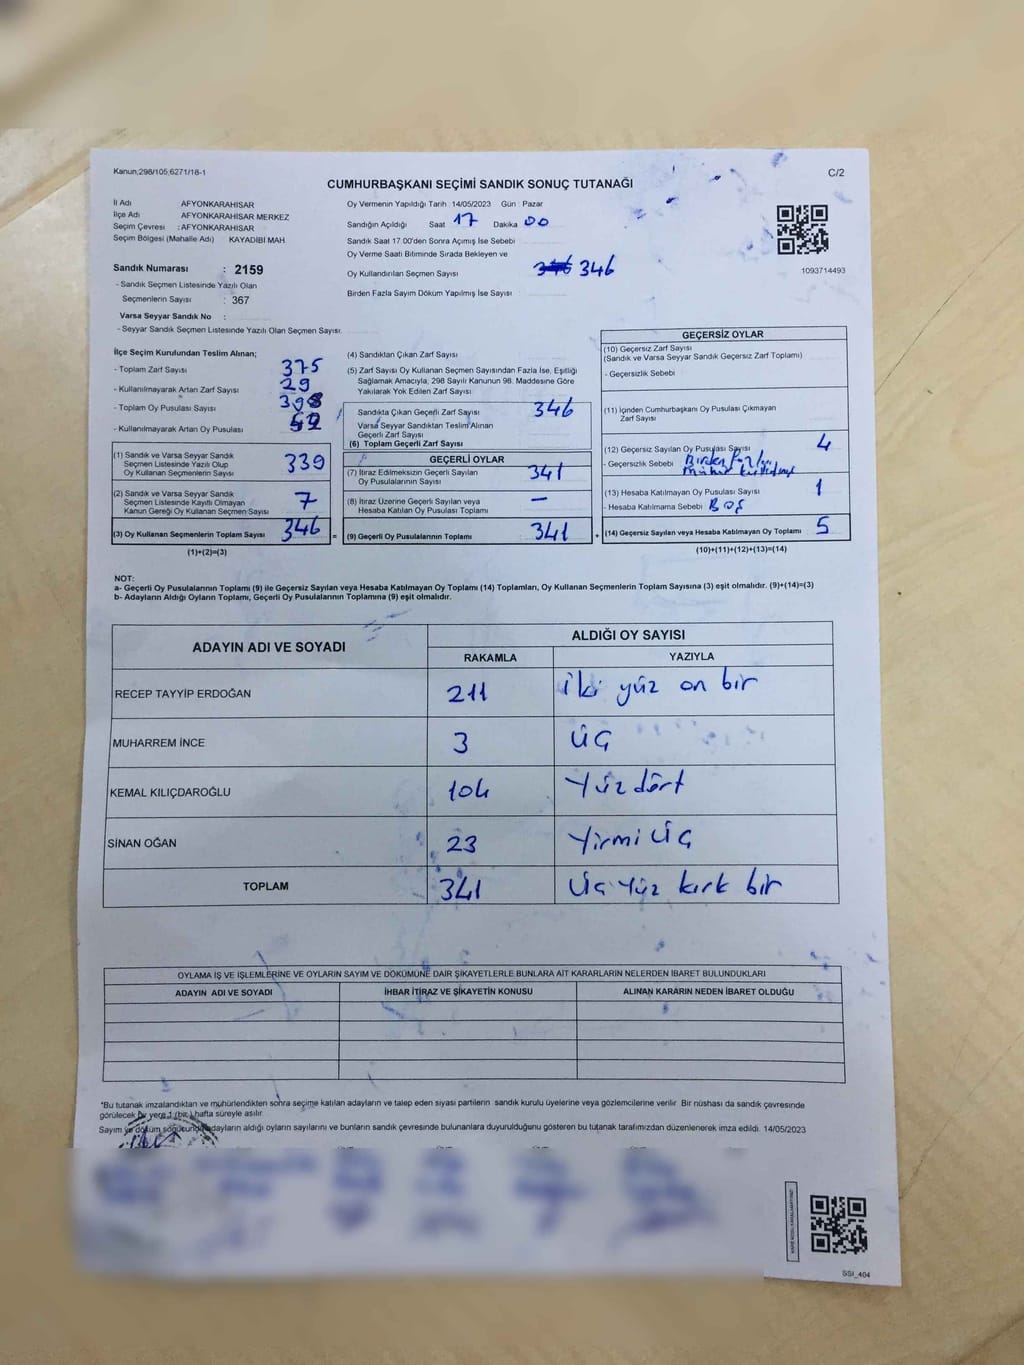 Kanun,298/105,6271/18-1
C/2
CUMHURBAŞKANI SEÇİMİ SANDIK SONUÇ TUTANAĞI
İl Adı AFYONKARAHİSAR
İlçe Adı AFYONKARAHİSAR MERKEZ
Seçim Çevresi : AFYONKARAHİSAR
Seçim Bölgesi (Mahalle Adı) KAYADİBİ MAH
Sandık Numarası : 2159
- Sandık Seçmen Listesinde Yazılı Olan
Seçmenlerin Sayısı : 367
Varsa Seyyar Sandık No :
- Seyyar Sandık Seçmen Listesinde Yazılı Olan Seçmen Sayısı:
Oy Vermenin Yapıldığı Tarih : 14/05/2023 Gün : Pazar
Sandığın Açıldığı Saat 17 Dakika 00
Sandık Saat 17.00'den Sonra Açımış İse Sebebi
Oy Verme Saati Bitiminde Sırada Bekleyen ve
Oy Kullandırılan Seçmen Sayısı 346
Birden Fazla Sayım Döküm Yapılmış İse Sayısı
1093714493
İlçe Seçim Kurulundan Teslim Alınan;
- Toplam Zarf Sayısı 375
- Kullanılmayarak Artan Zarf Sayısı 29
- Toplam Oy Pusulası Sayısı
- Kullanılmayarak Artan Oy Pusulası
(1) Sandık ve Varsa Seyyar Sandık
Seçmen Listesinde Yazılı Olup
Oy Kullanan Seçmenlerin Sayısı 339
(2) Sandık ve Varsa Seyyar Sandık
Seçmen Listesinde Kayıtlı Olmayan
Kanun Gereği Oy Kullanan Seçmen Sayısı 7
(3) Oy Kullanan Seçmenlerin Toplam Sayısı 346 =
(1)+(2)=(3)
(4) Sandıktan Çıkan Zarf Sayısı
(5) Zarf Sayısı Oy Kullanan Seçmen Sayısından Fazla İse, Eşitliği
Sağlamak Amacıyla, 298 Sayılı Kanunun 98. Maddesine Göre
Yakılarak Yok Edilen Zarf Sayısı
Sandıkta Çıkan Geçerli Zarf Sayısı 346
Varsa Seyyar Sandıktan Teslim Alınan
Geçerli Zarf Sayısı
(6) Toplam Geçerli Zarf Sayısı
GEÇERLİ OYLAR
(7) İtiraz Edilmeksizin Geçerli Sayılan
Oy Pusulalarının Sayısı 341
(8) İtiraz Üzerine Geçerli Sayılan veya
Hesaba Katılan Oy Pusulası Toplamı —
(9) Geçerli Oy Pusulalarının Toplamı 341 +
GEÇERSİZ OYLAR
(10) Geçersiz Zarf Sayısı
(Sandık ve Varsa Seyyar Sandık Geçersiz Zarf Toplamı)
- Geçersizlik Sebebi
(11) İçinden Cumhurbaşkanı Oy Pusulası Çıkmayan
Zarf Sayısı
(12) Geçersiz Sayılan Oy Pusulası Sayısı 4
- Geçersizlik Sebebi Birden Fazla
(13) Hesaba Katılmayan Oy Pusulası Sayısı 1
- Hesaba Katılmama Sebebi BOŞ
(14) Geçersiz Sayılan veya Hesaba Katılmayan Oy Toplamı 5
(10)+(11)+(12)+(13)=(14)
NOT:
a- Geçerli Oy Pusulalarının Toplamı (9) ile Geçersiz Sayılan veya Hesaba Katılmayan Oy Toplamı (14) Toplamları, Oy Kullanan Seçmenlerin Toplam Sayısına (3) eşit olmalıdır. (9)+(14)=(3)
b- Adayların Aldığı Oyların Toplamı, Geçerli Oy Pusulalarının Toplamına (9) eşit olmalıdır.
ADAYIN ADI VE SOYADI
ALDIĞI OY SAYISI
RAKAMLA YAZIYLA
RECEP TAYYİP ERDOĞAN 211 iki yüz on bir
MUHARREM İNCE 3 üç
KEMAL KILIÇDAROĞLU 104 Yüz dört
SİNAN OĞAN 23 Yirmi üç
TOPLAM 341 üç yüz kırk bir
OYLAMA İŞ VE İŞLEMLERİNE VE OYLARIN SAYIM VE DÖKÜMÜNE DAİR ŞİKAYETLERLE BUNLARA AİT KARARLARIN NELERDEN İBARET BULUNDUKLARI
ADAYIN ADI VE SOYADI İHBAR İTİRAZ VE ŞİKAYETİN KONUSU ALINAN KARARIN NEDEN İBARET OLDUĞU
*Bu tutanak imzalandıktan ve mühürlendikten sonra seçime katılan adayların ve talep eden siyasi partilerin sandık kurulu üyelerine veya gözlemcilerine verilir. Bir nüshası da sandık çevresinde
görülecek bir yere 1 (bir) hafta süreyle asılır.
Sayım ve döküm adayların aldığı oyların sayılarını ve bunların sandık çevresinde bulunanlara duyurulduğunu gösteren bu tutanak tarafımızdan düzenlenerek imza edildi. 14/05/2023
SSI_404